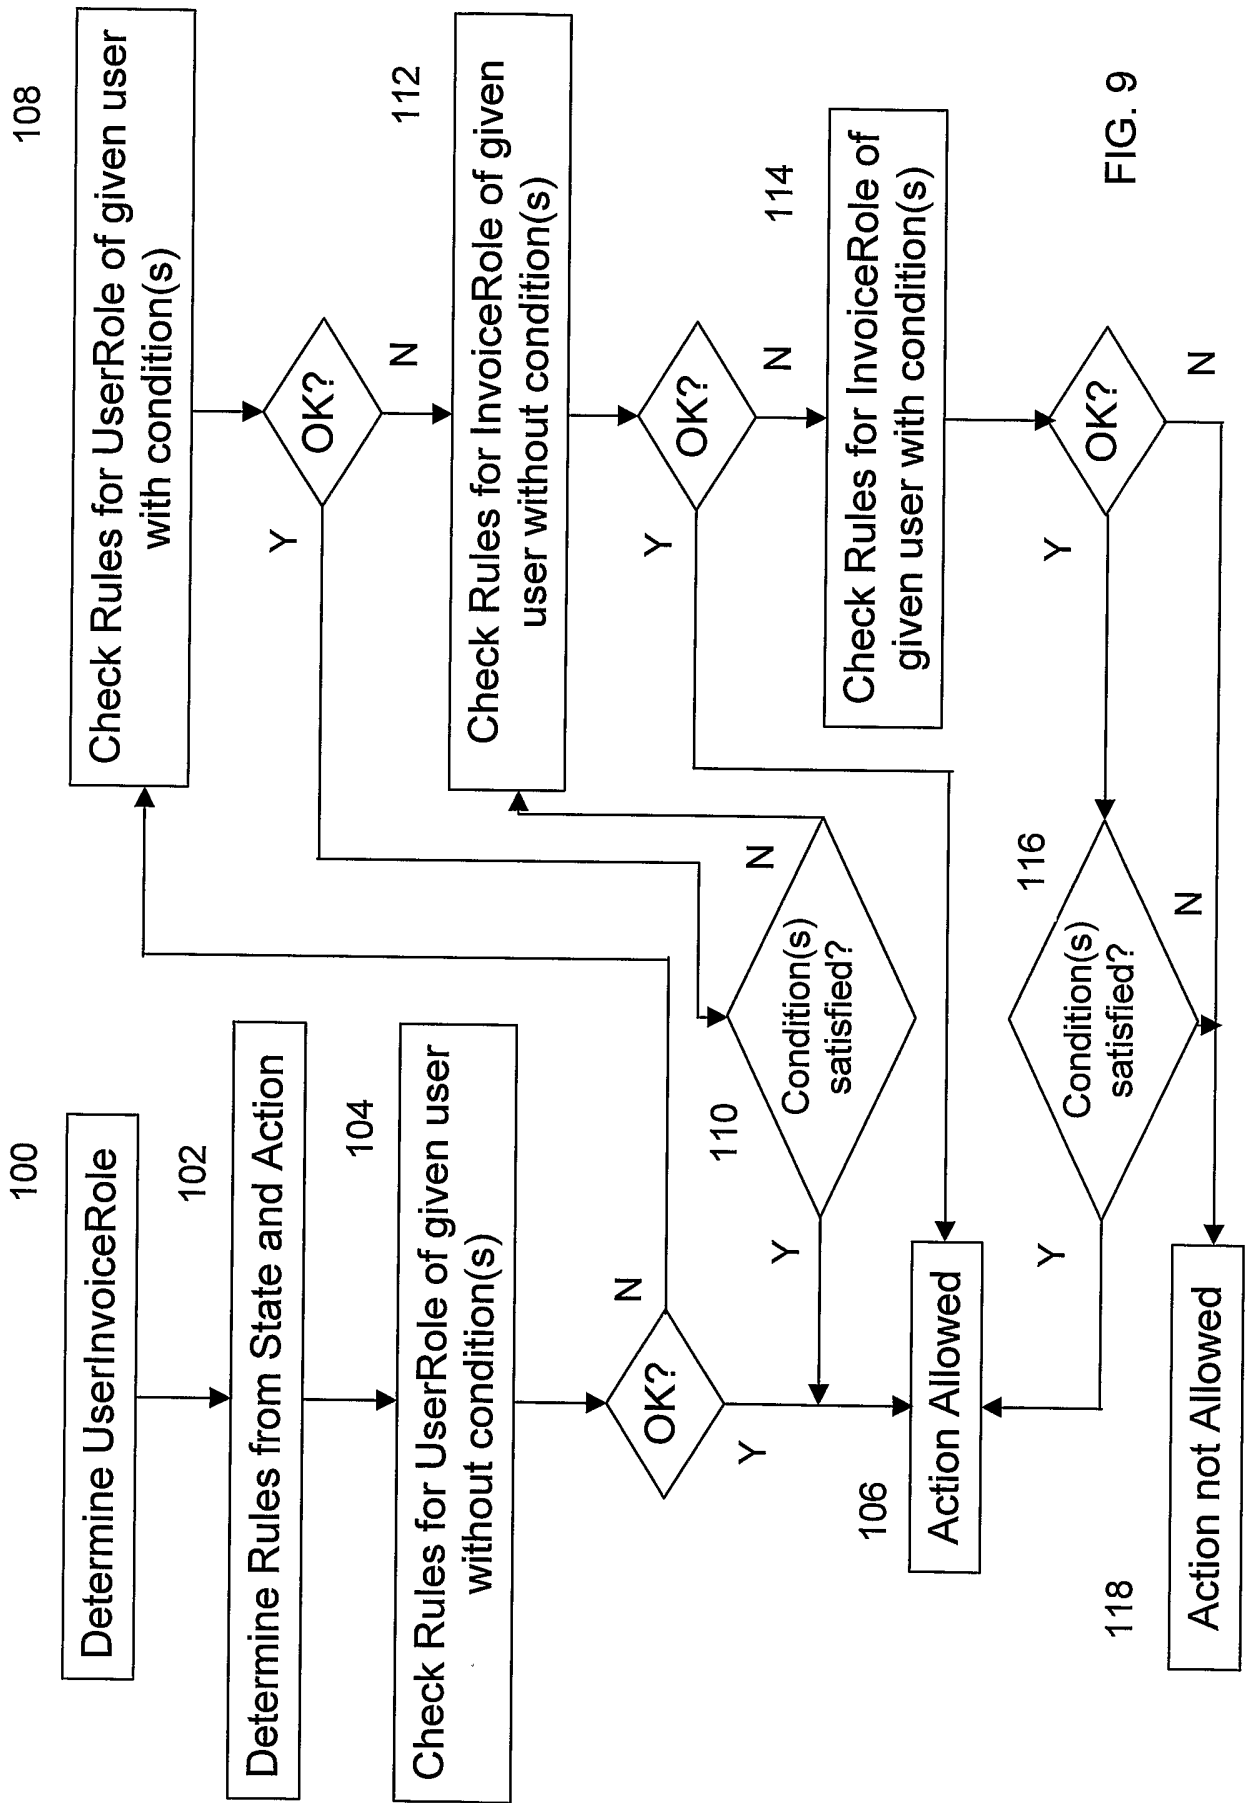 100
Determine UserInvoiceRole
102
Determine Rules from State and Action
104
Check Rules for UserRole of given user
without condition(s)
OK?
N
Y
106
Action Allowed
108
Check Rules for UserRole of given user
with condition(s)
OK?
Y
N
110
Condition(s)
satisfied?
N
Y
112
Check Rules for InvoiceRole of given
user without condition(s)
OK?
Y
N
114
Check Rules for InvoiceRole of
given user with condition(s)
OK?
Y
N
116
Condition(s)
satisfied?
Y
N
118
Action not Allowed
FIG. 9